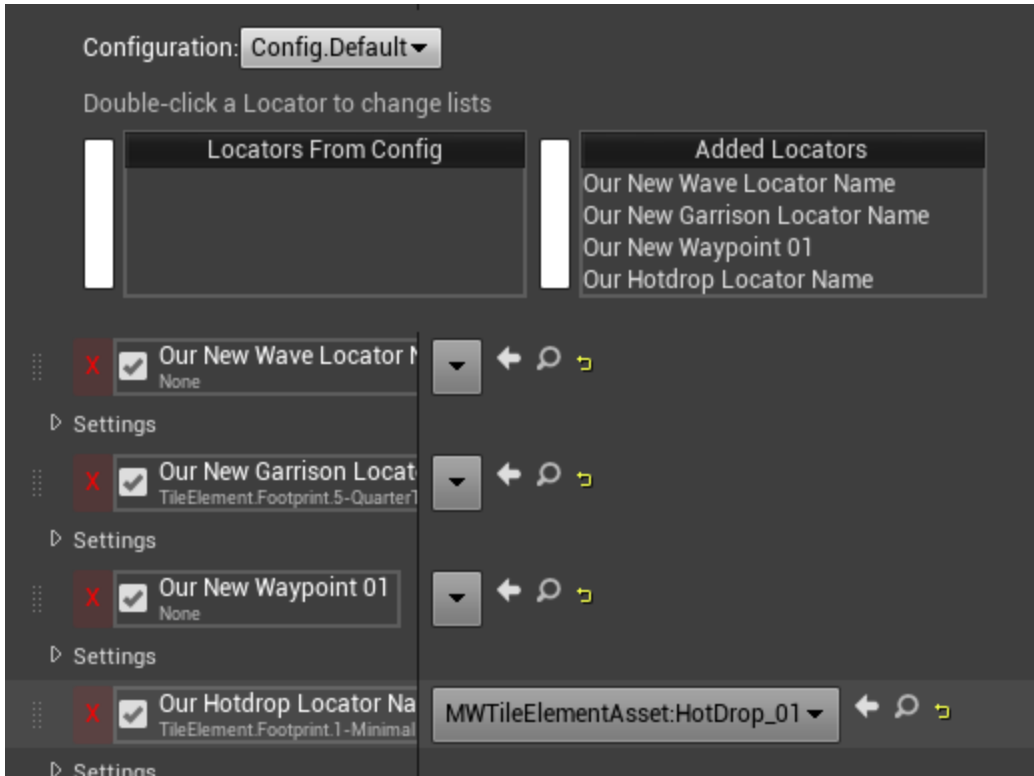 Configuration: Config.Default
Double-click a Locator to change lists
Locators From Config
Added Locators
Our New Wave Locator Name
Our New Garrison Locator Name
Our New Waypoint 01
Our Hotdrop Locator Name
X Our New Wave Locator N
None
Settings
X Our New Garrison Locat
TileElement.Footprint.5-QuarterT
Settings
X Our New Waypoint 01
None
Settings
X Our Hotdrop Locator Na MWTileElementAsset:HotDrop_01
TileElement.Footprint.1-Minimal
Settings